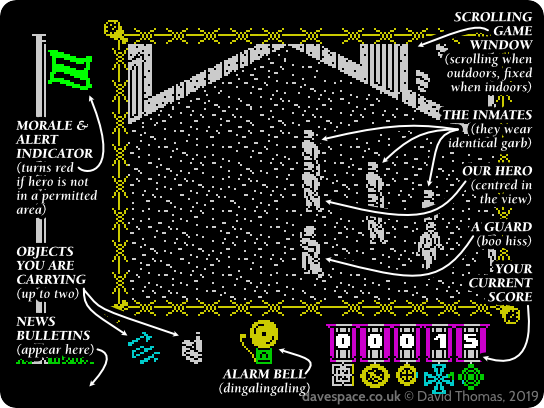 SCROLLING
GAME
WINDOW
(scrolling when
outdoors, fixed
when indoors)
THE INMATES
(they wear
identical garb)
OUR HERO
(centred in
the view)
A GUARD
(boo hiss)
YOUR
CURRENT
SCORE
MORALE &
ALERT
INDICATOR
(turns red
if hero is not
in a permitted
area)
OBJECTS
YOU ARE
CARRYING
(up to two)
NEWS
BULLETINS
(appear here)
ALARM BELL
(dingalingaling)
00015
davespace.co.uk © David Thomas, 2019